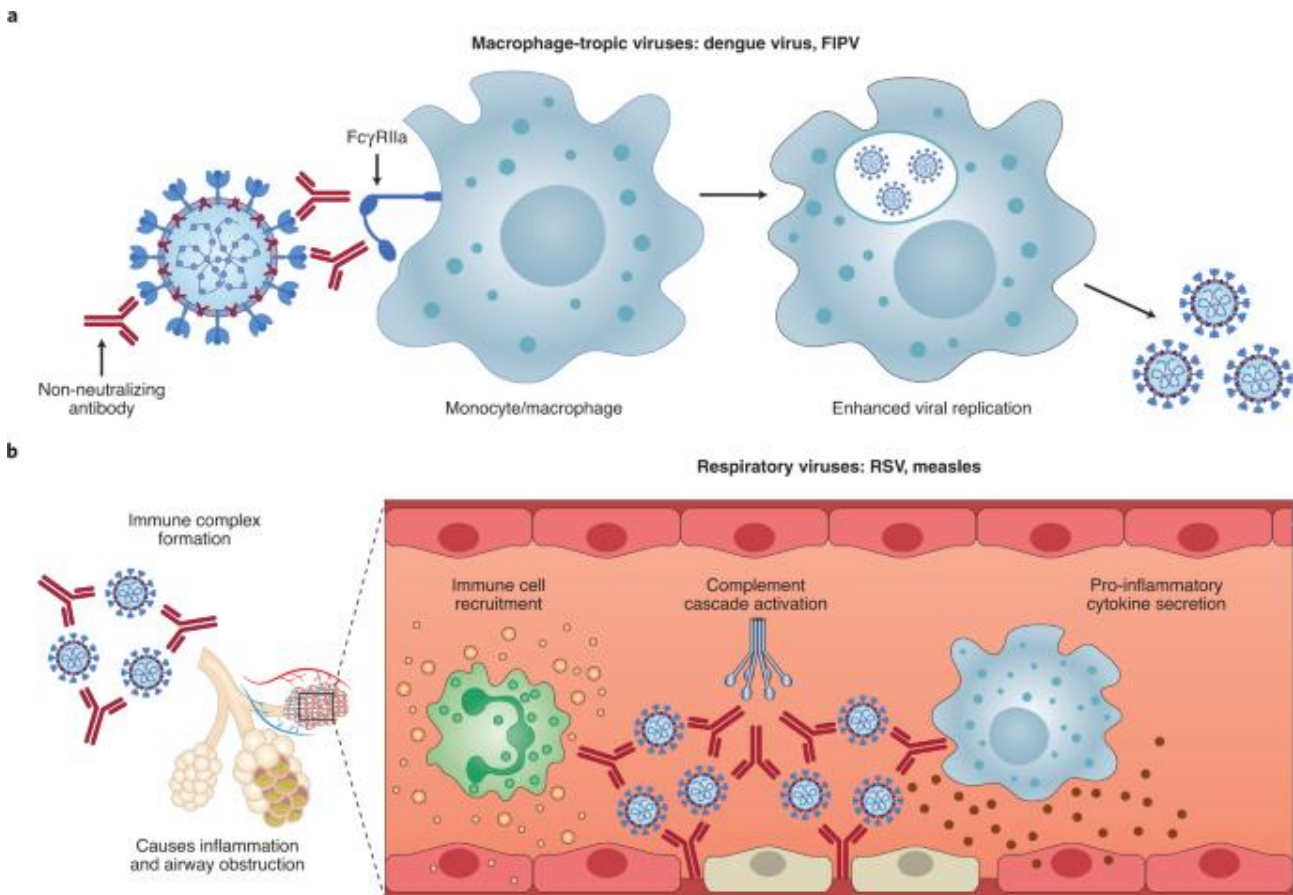 a
Macrophage-tropic viruses: dengue virus, FIPV
FcγRIIa
Non-neutralizing
antibody
Monocyte/macrophage
Enhanced viral replication
b
Respiratory viruses: RSV, measles
Immune complex
formation
Immune cell
recruitment
Complement
cascade activation
Pro-inflammatory
cytokine secretion
Causes inflammation
and airway obstruction